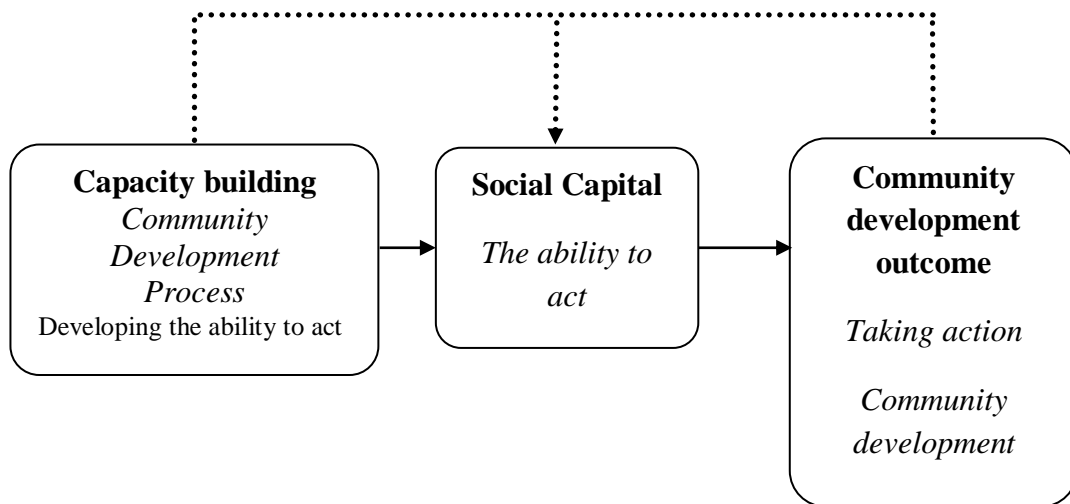 Capacity building
Community
Development
Process
Developing the ability to act
Social Capital
The ability to
act
Community
development
outcome
Taking action
Community
development